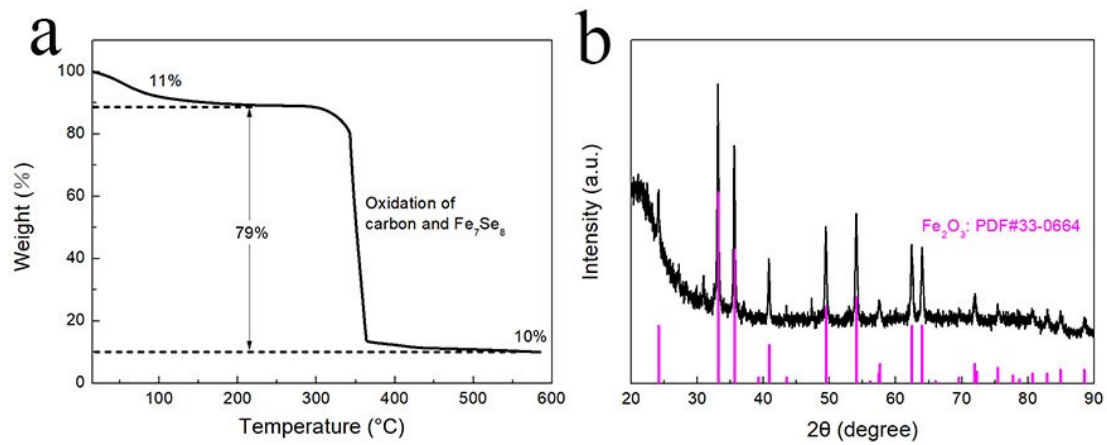 a
100
80
60
40
20
0
Weight (%)
11%
79%
Oxidation of
carbon and Fe₇Se₈
10%
100 200 300 400 500 600
Temperature (°C)
b
Intensity (a.u.)
Fe₂O₃: PDF#33-0664
20 30 40 50 60 70 80 90
2θ (degree)